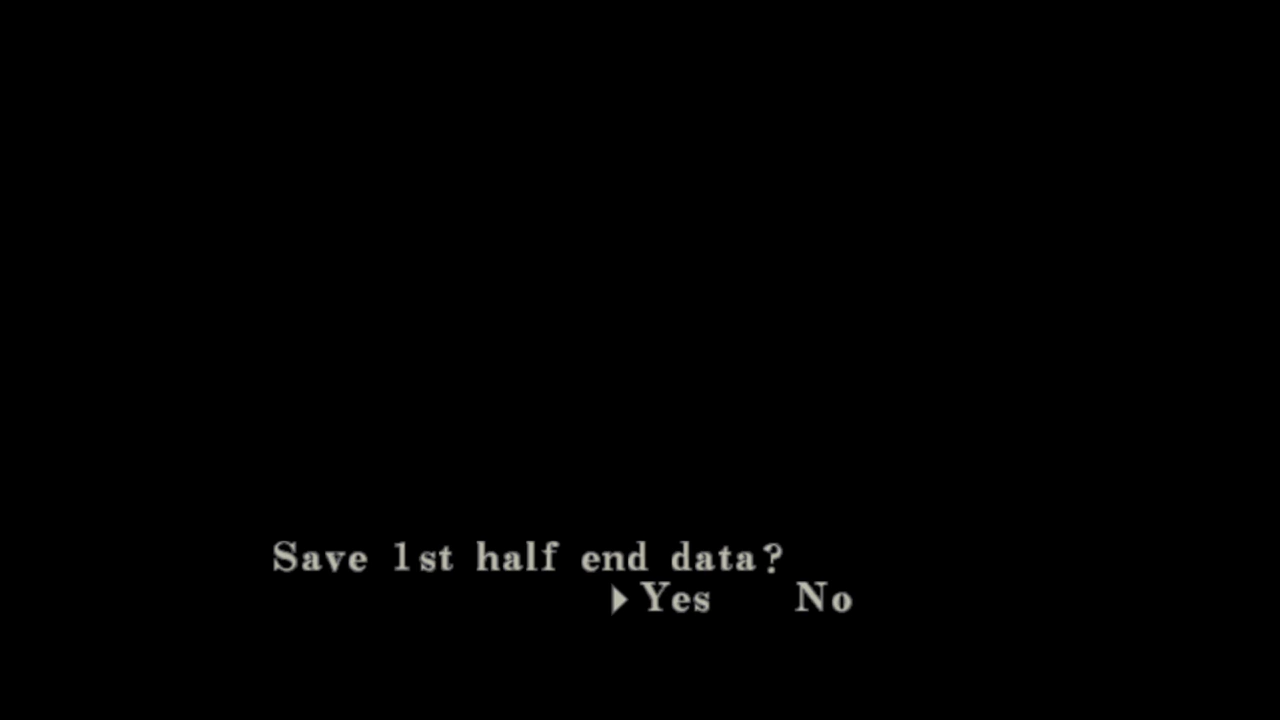 Save 1st half end data?
Yes No